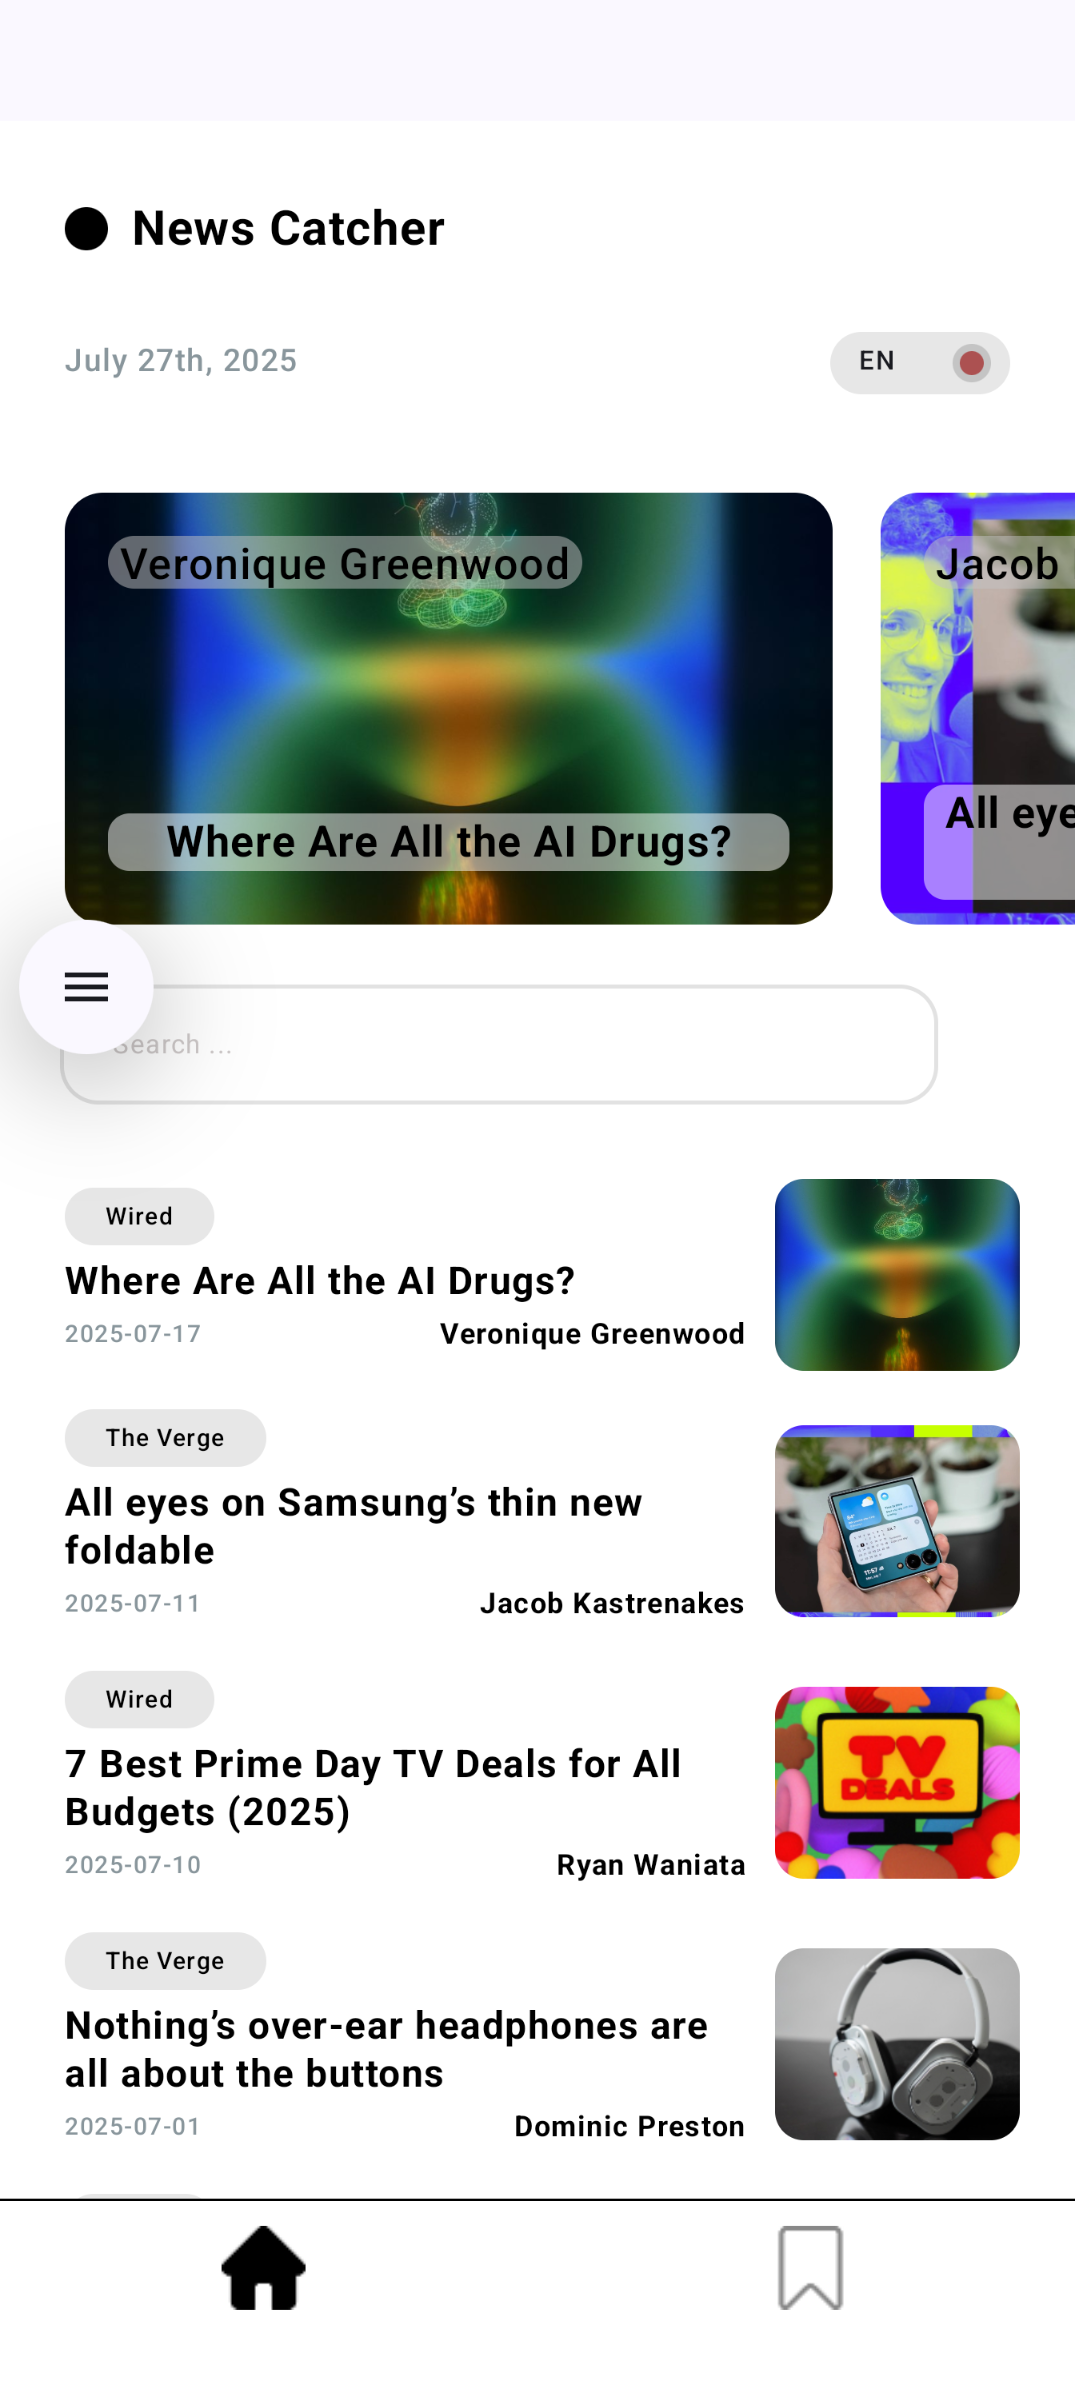 News Catcher
July 27th, 2025
EN
Veronique Greenwood
Where Are All the AI Drugs?
Jacob
All eye
Search ...
Wired
Where Are All the AI Drugs?
2025-07-17
Veronique Greenwood
The Verge
All eyes on Samsung’s thin new
foldable
2025-07-11
Jacob Kastrenakes
11:57
Wired
7 Best Prime Day TV Deals for All
Budgets (2025)
2025-07-10
Ryan Waniata
TV
DEALS
The Verge
Nothing’s over-ear headphones are
all about the buttons
2025-07-01
Dominic Preston